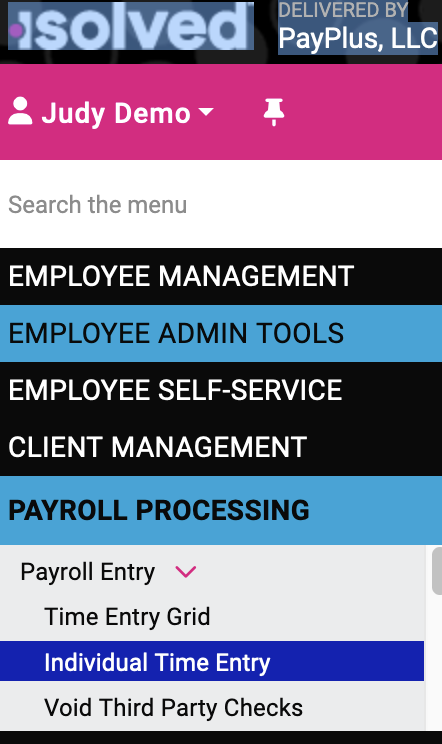 isolved
DELIVERED BY
PayPlus, LLC
Judy Demo
Search the menu
EMPLOYEE MANAGEMENT
EMPLOYEE ADMIN TOOLS
EMPLOYEE SELF-SERVICE
CLIENT MANAGEMENT
PAYROLL PROCESSING
Payroll Entry
Time Entry Grid
Individual Time Entry
Void Third Party Checks